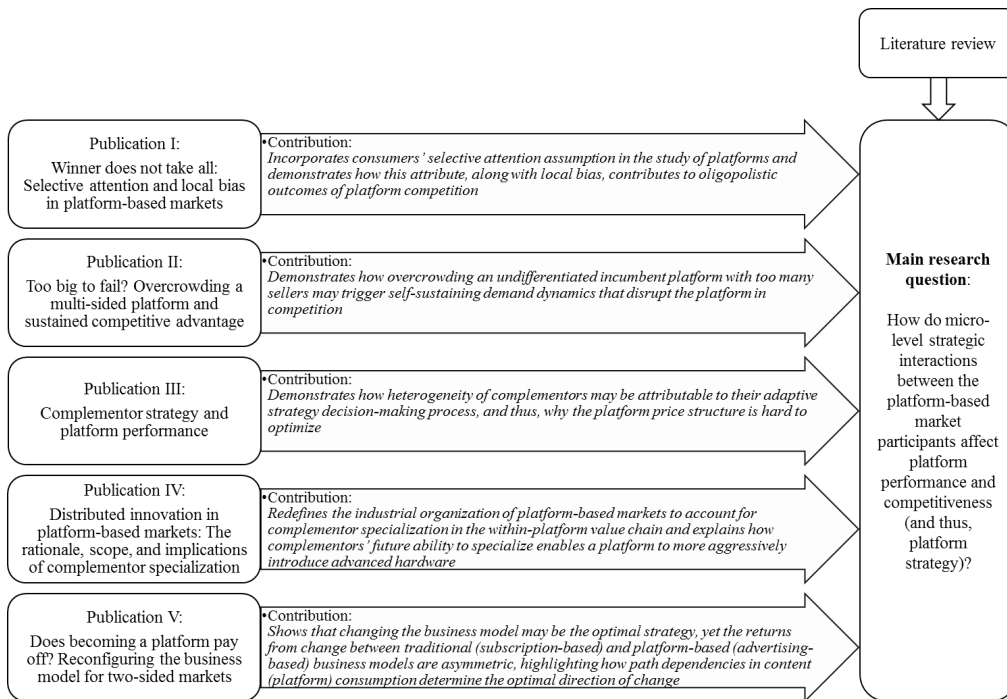 Literature review
Publication I:
Winner does not take all:
Selective attention and local bias
in platform-based markets
•Contribution:
Incorporates consumers' selective attention assumption in the study of platforms and
demonstrates how this attribute, along with local bias, contributes to oligopolistic
outcomes of platform competition
Publication II:
Too big to fail? Overcrowding a
multi-sided platform and
sustained competitive advantage
•Contribution:
Demonstrates how overcrowding an undifferentiated incumbent platform with too many
sellers may trigger self-sustaining demand dynamics that disrupt the platform in
competition
Publication III:
Complementor strategy and
platform performance
•Contribution:
Demonstrates how heterogeneity of complementors may be attributable to their adaptive
strategy decision-making process, and thus, why the platform price structure is hard to
optimize
Publication IV:
Distributed innovation in
platform-based markets: The
rationale, scope, and implications
of complementor specialization
•Contribution:
Redefines the industrial organization of platform-based markets to account for
complementor specialization in the within-platform value chain and explains how
complementors' future ability to specialize enables a platform to more aggressively
introduce advanced hardware
Publication V:
Does becoming a platform pay
off? Reconfiguring the business
model for two-sided markets
•Contribution:
Shows that changing the business model may be the optimal strategy, yet the returns
from change between traditional (subscription-based) and platform-based (advertising-
based) business models are asymmetric, highlighting how path dependencies in content
(platform) consumption determine the optimal direction of change
Main research
question:
How do micro-
level strategic
interactions
between the
platform-based
market
participants affect
platform
performance and
competitiveness
(and thus,
platform
strategy)?